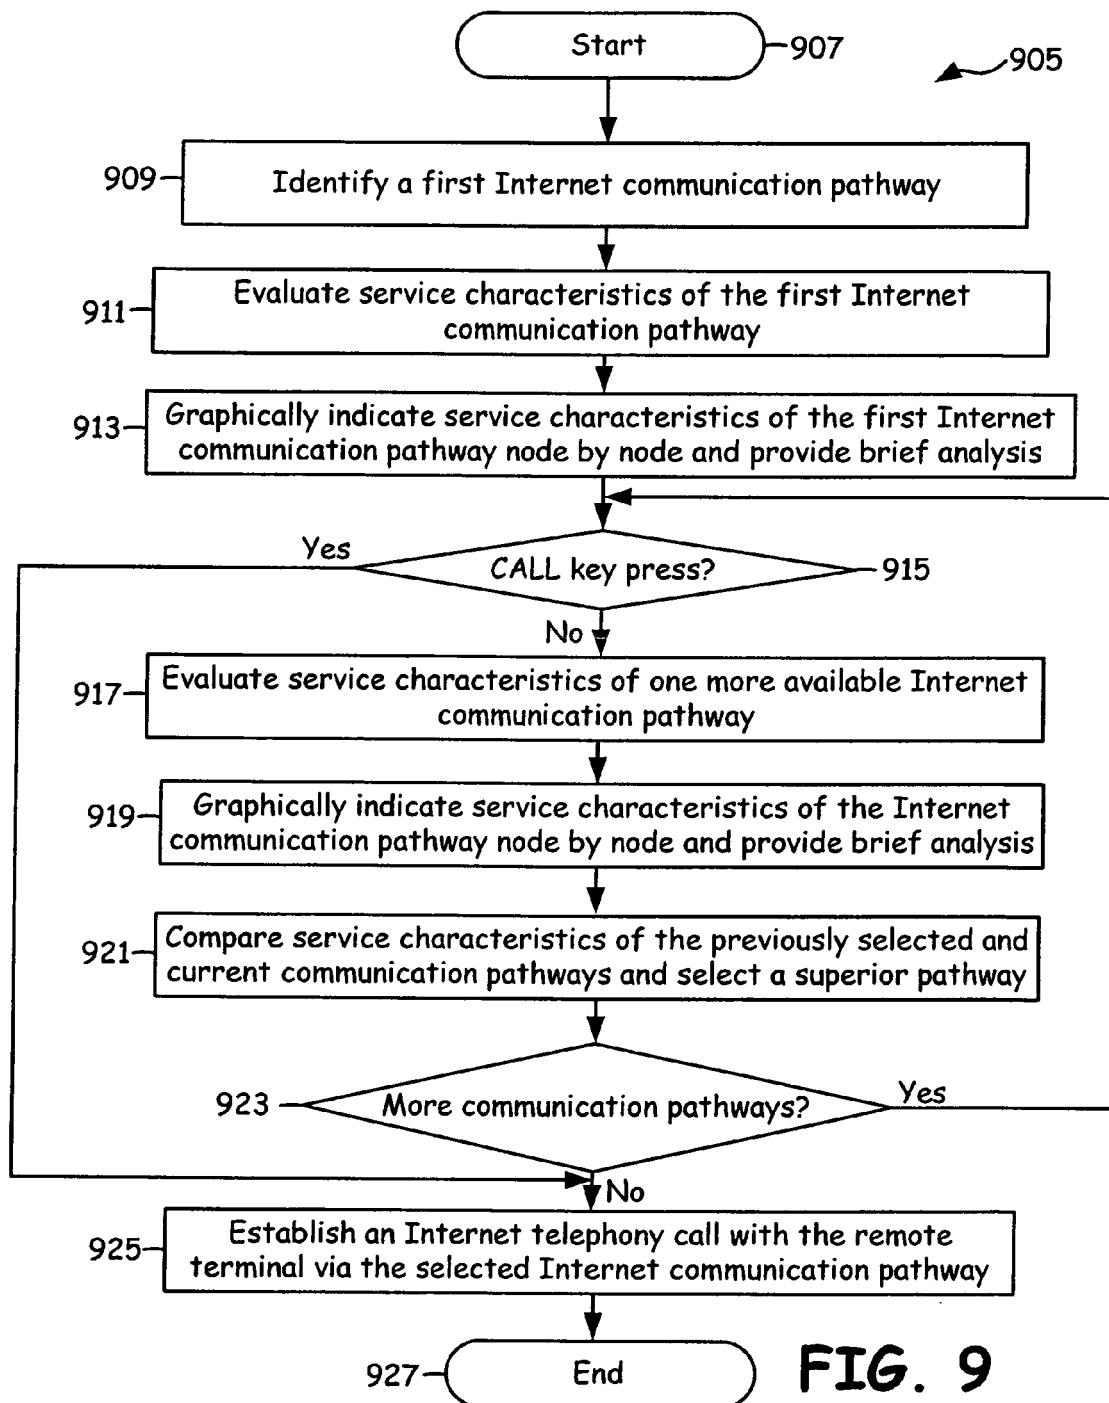 Start
907
905
909
Identify a first Internet communication pathway
911
Evaluate service characteristics of the first Internet
communication pathway
913
Graphically indicate service characteristics of the first Internet
communication pathway node by node and provide brief analysis
Yes
CALL key press?
915
No
917
Evaluate service characteristics of one more available Internet
communication pathway
919
Graphically indicate service characteristics of the Internet
communication pathway node by node and provide brief analysis
921
Compare service characteristics of the previously selected and
current communication pathways and select a superior pathway
923
More communication pathways?
Yes
No
925
Establish an Internet telephony call with the remote
terminal via the selected Internet communication pathway
927
End
FIG. 9